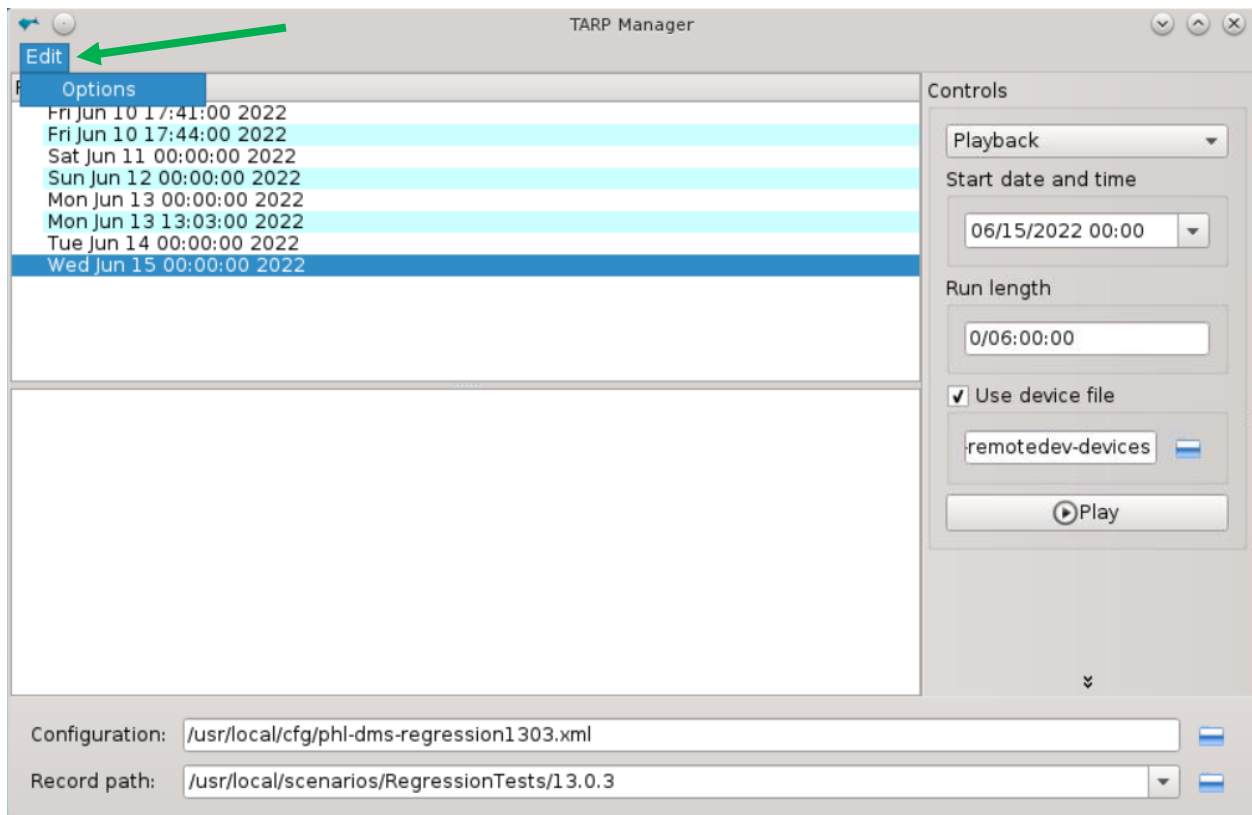 TARP Manager
Edit
Options
Fri Jun 10 17:41:00 2022
Fri Jun 10 17:44:00 2022
Sat Jun 11 00:00:00 2022
Sun Jun 12 00:00:00 2022
Mon Jun 13 00:00:00 2022
Mon Jun 13 13:03:00 2022
Tue Jun 14 00:00:00 2022
Wed Jun 15 00:00:00 2022
Controls
Playback
Start date and time
06/15/2022 00:00
Run length
0/06:00:00
Use device file
-remotedev-devices
Play
Configuration: /usr/local/cfg/phl-dms-regression1303.xml
Record path: /usr/local/scenarios/RegressionTests/13.0.3